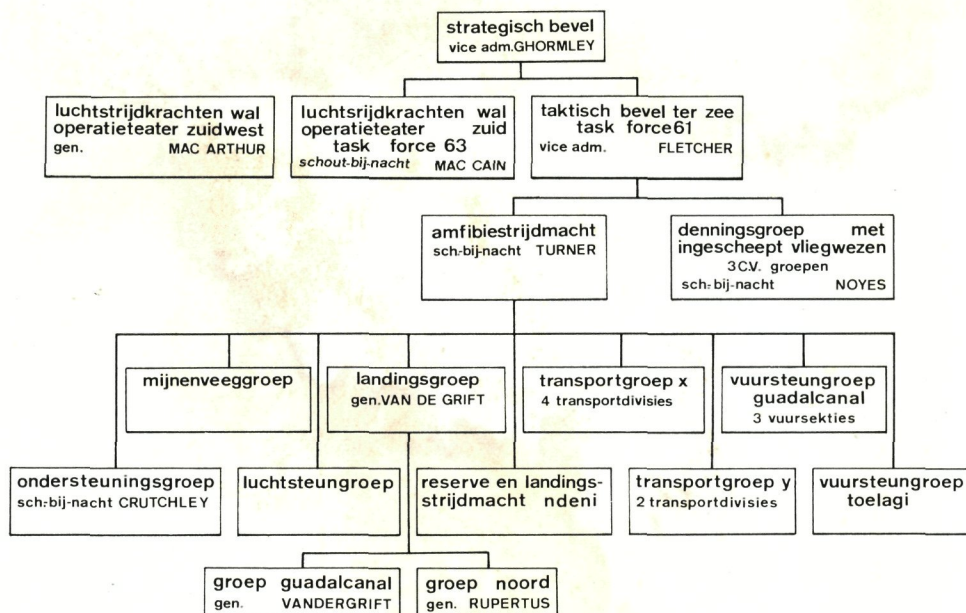 strategisch bevel
vice adm.GHORMLEY
luchtstrijdkrachten wal
operatieteater zuidwest
gen. MAC ARTHUR
luchtsrijdkrachten wal
operatieteater zuid
task force 63
schout-bij-nacht MAC CAIN
taktisch bevel ter zee
task force61
vice adm. FLETCHER
amfibiestrijdmacht
sch.-bij-nacht TURNER
denningsgroep met
ingescheept vliegwezen
3C.V. groepen
sch.-bij-nacht NOYES
mijnenveeggroep
landingsgroep
gen.VAN DE GRIFT
transportgroep x
4 transportdivisies
vuursteungroep
guadalcanal
3 vuursekties
ondersteuningsgroep
sch.-bij-nacht CRUTCHLEY
luchtsteungroep
reserve en landings-
strijdmacht ndeni
transportgroep y
2 transportdivisies
vuursteungroep
toelagi
groep guadalcanal
gen. VANDERGRIFT
groep noord
gen. RUPERTUS